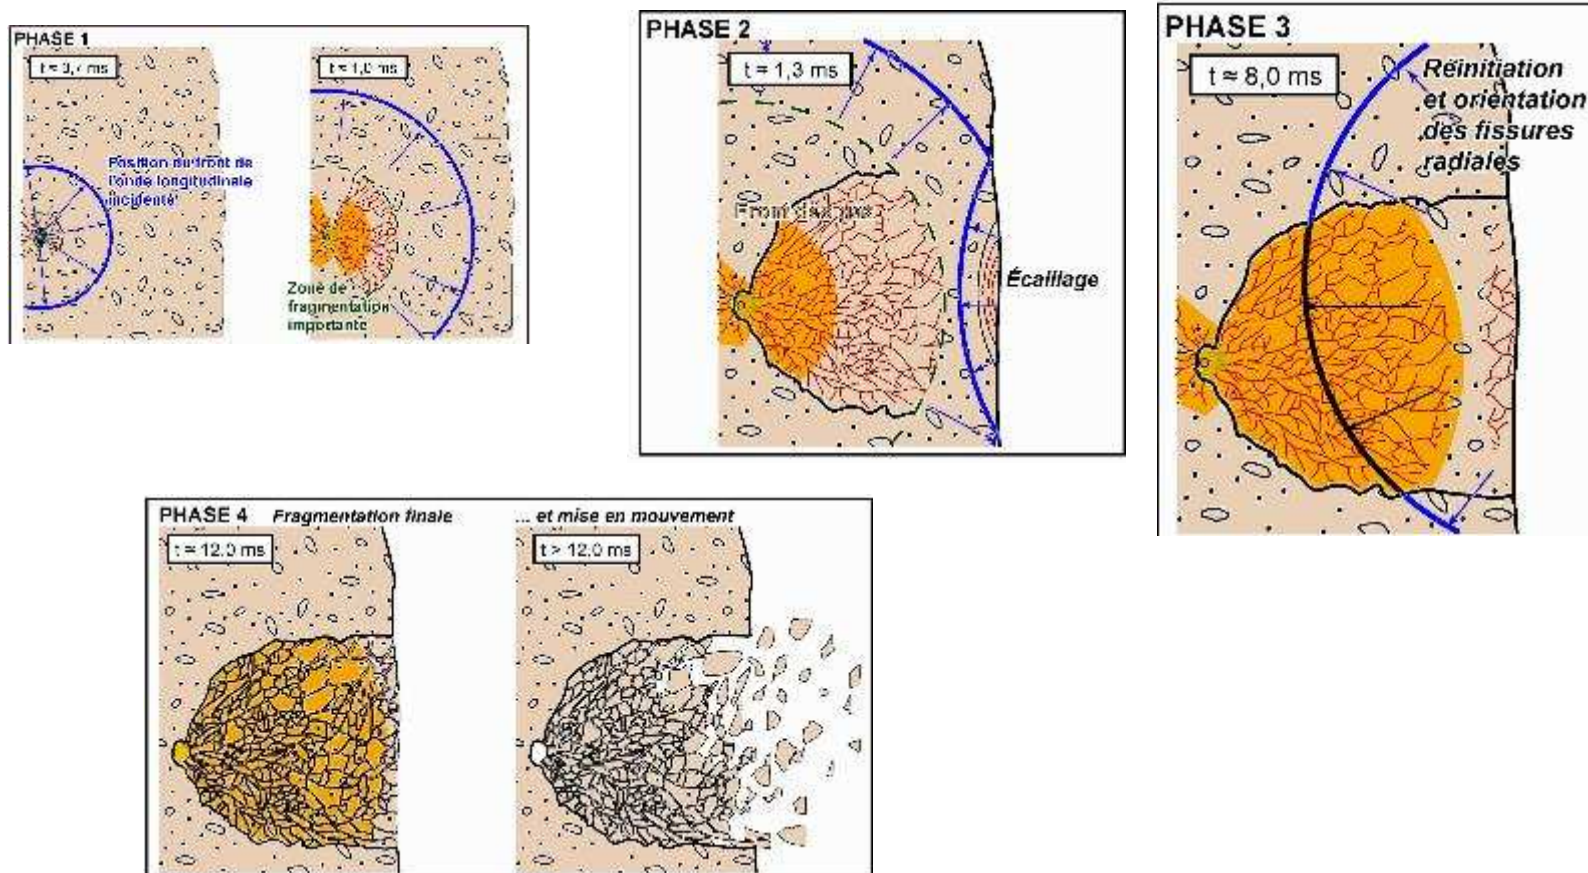 PHASE 1
t ≈ 1,0 ms
Position du front de
l'onde longitudinale
incidente
Zone de
fragmentation
importante
PHASE 2
t = 1,3 ms
Front des
Écaillage
PHASE 3
t ≈ 8,0 ms
Réinitiation
et orientation
des fissures
radiales
PHASE 4 Fragmentation finale ... et mise en mouvement
t = 12,0 ms
t > 12,0 ms